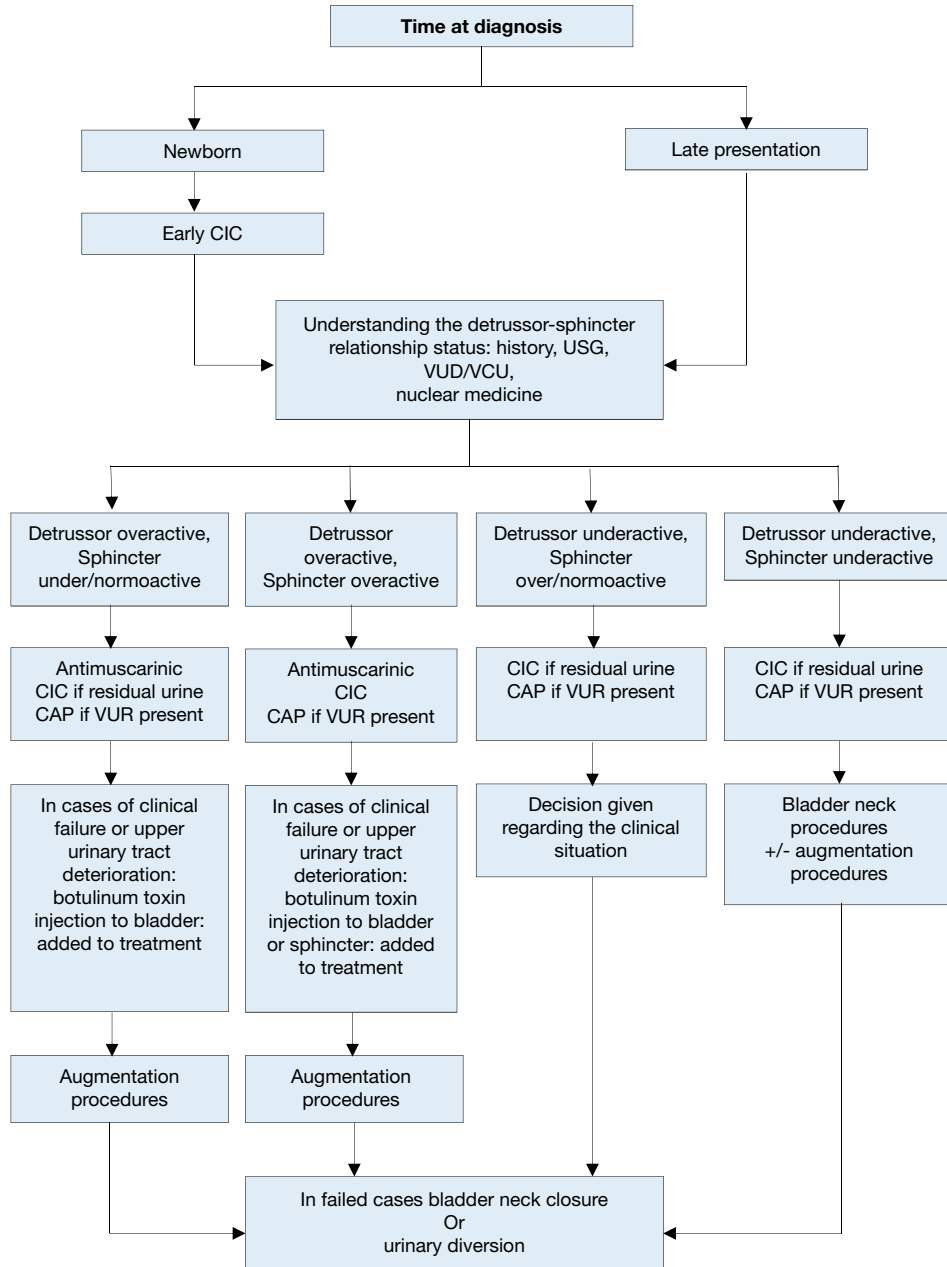 Time at diagnosis
Newborn
Late presentation
Early CIC
Understanding the detrussor-sphincter
relationship status: history, USG,
VUD/VCU,
nuclear medicine
Detrussor overactive,
Sphincter
under/normoactive
Detrussor
overactive,
Sphincter overactive
Detrussor underactive,
Sphincter
over/normoactive
Detrussor underactive,
Sphincter underactive
Antimuscarinic
CIC if residual urine
CAP if VUR present
Antimuscarinic
CIC
CAP if VUR present
CIC if residual urine
CAP if VUR present
CIC if residual urine
CAP if VUR present
In cases of clinical
failure or upper
urinary tract
deterioration:
botulinum toxin
injection to bladder:
added to treatment
In cases of clinical
failure or upper
urinary tract
deterioration:
botulinum toxin
injection to bladder
or sphincter: added
to treatment
Decision given
regarding the clinical
situation
Bladder neck
procedures
+/- augmentation
procedures
Augmentation
procedures
Augmentation
procedures
In failed cases bladder neck closure
Or
urinary diversion